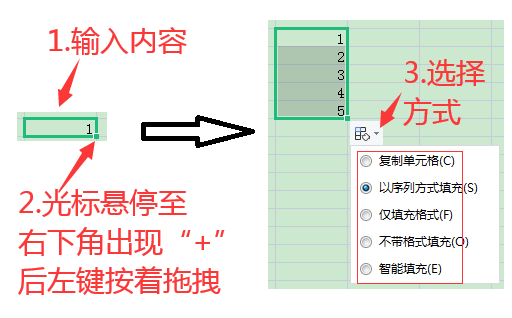 1.输入内容
1
2.光标悬停至
右下角出现“+”
后左键按着拖拽
1
2
3
4
5
3.选择
方式
复制单元格(C)
以序列方式填充(S)
仅填充格式(F)
不带格式填充(O)
智能填充(E)